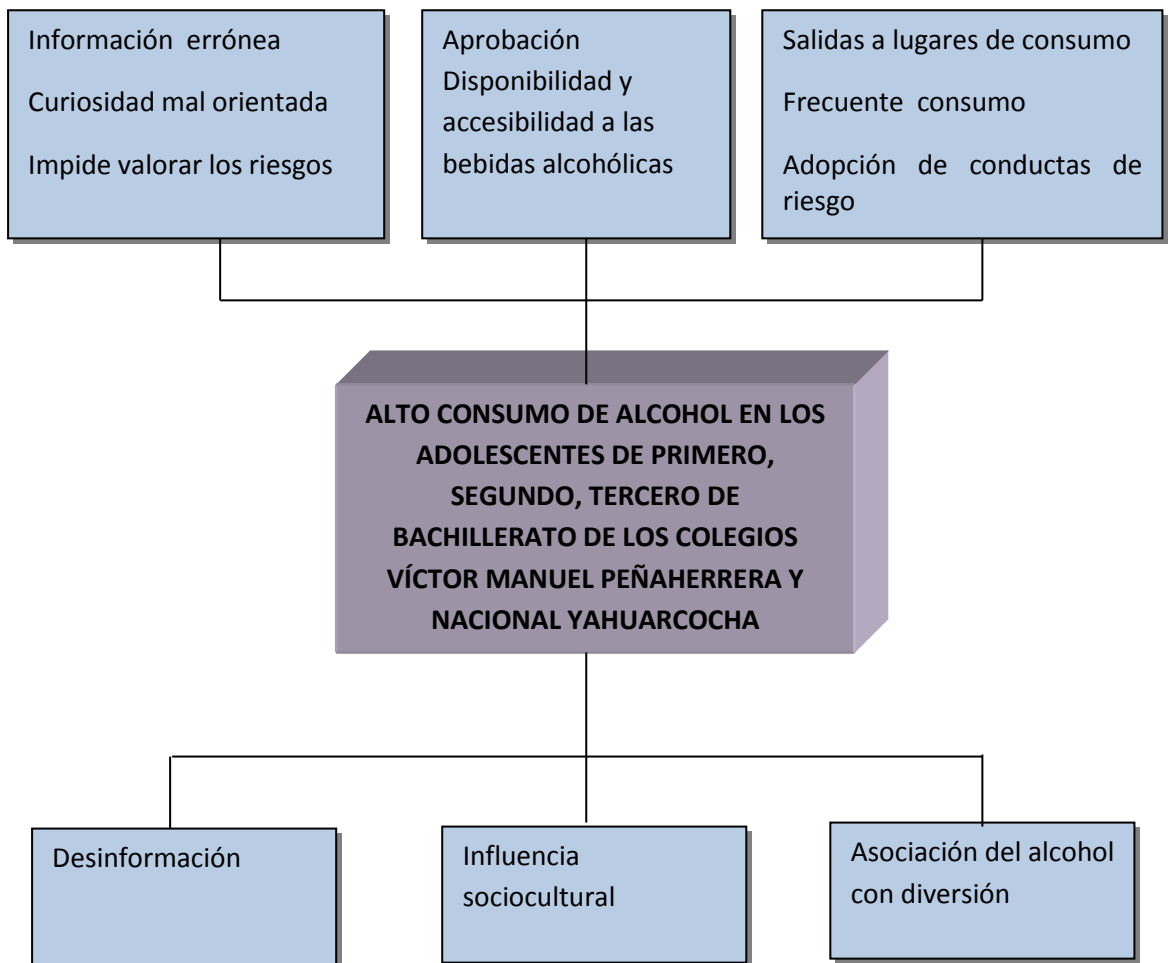 Información errónea
Curiosidad mal orientada
Impide valorar los riesgos
Aprobación
Disponibilidad y
accesibilidad a las
bebidas alcohólicas
Salidas a lugares de consumo
Frecuente consumo
Adopción de conductas de
riesgo
ALTO CONSUMO DE ALCOHOL EN LOS
ADOLESCENTES DE PRIMERO,
SEGUNDO, TERCERO DE
BACHILLERATO DE LOS COLEGIOS
VÍCTOR MANUEL PEÑAHERRERA Y
NACIONAL YAHUARCOCHA
Desinformación
Influencia
sociocultural
Asociación del alcohol
con diversión